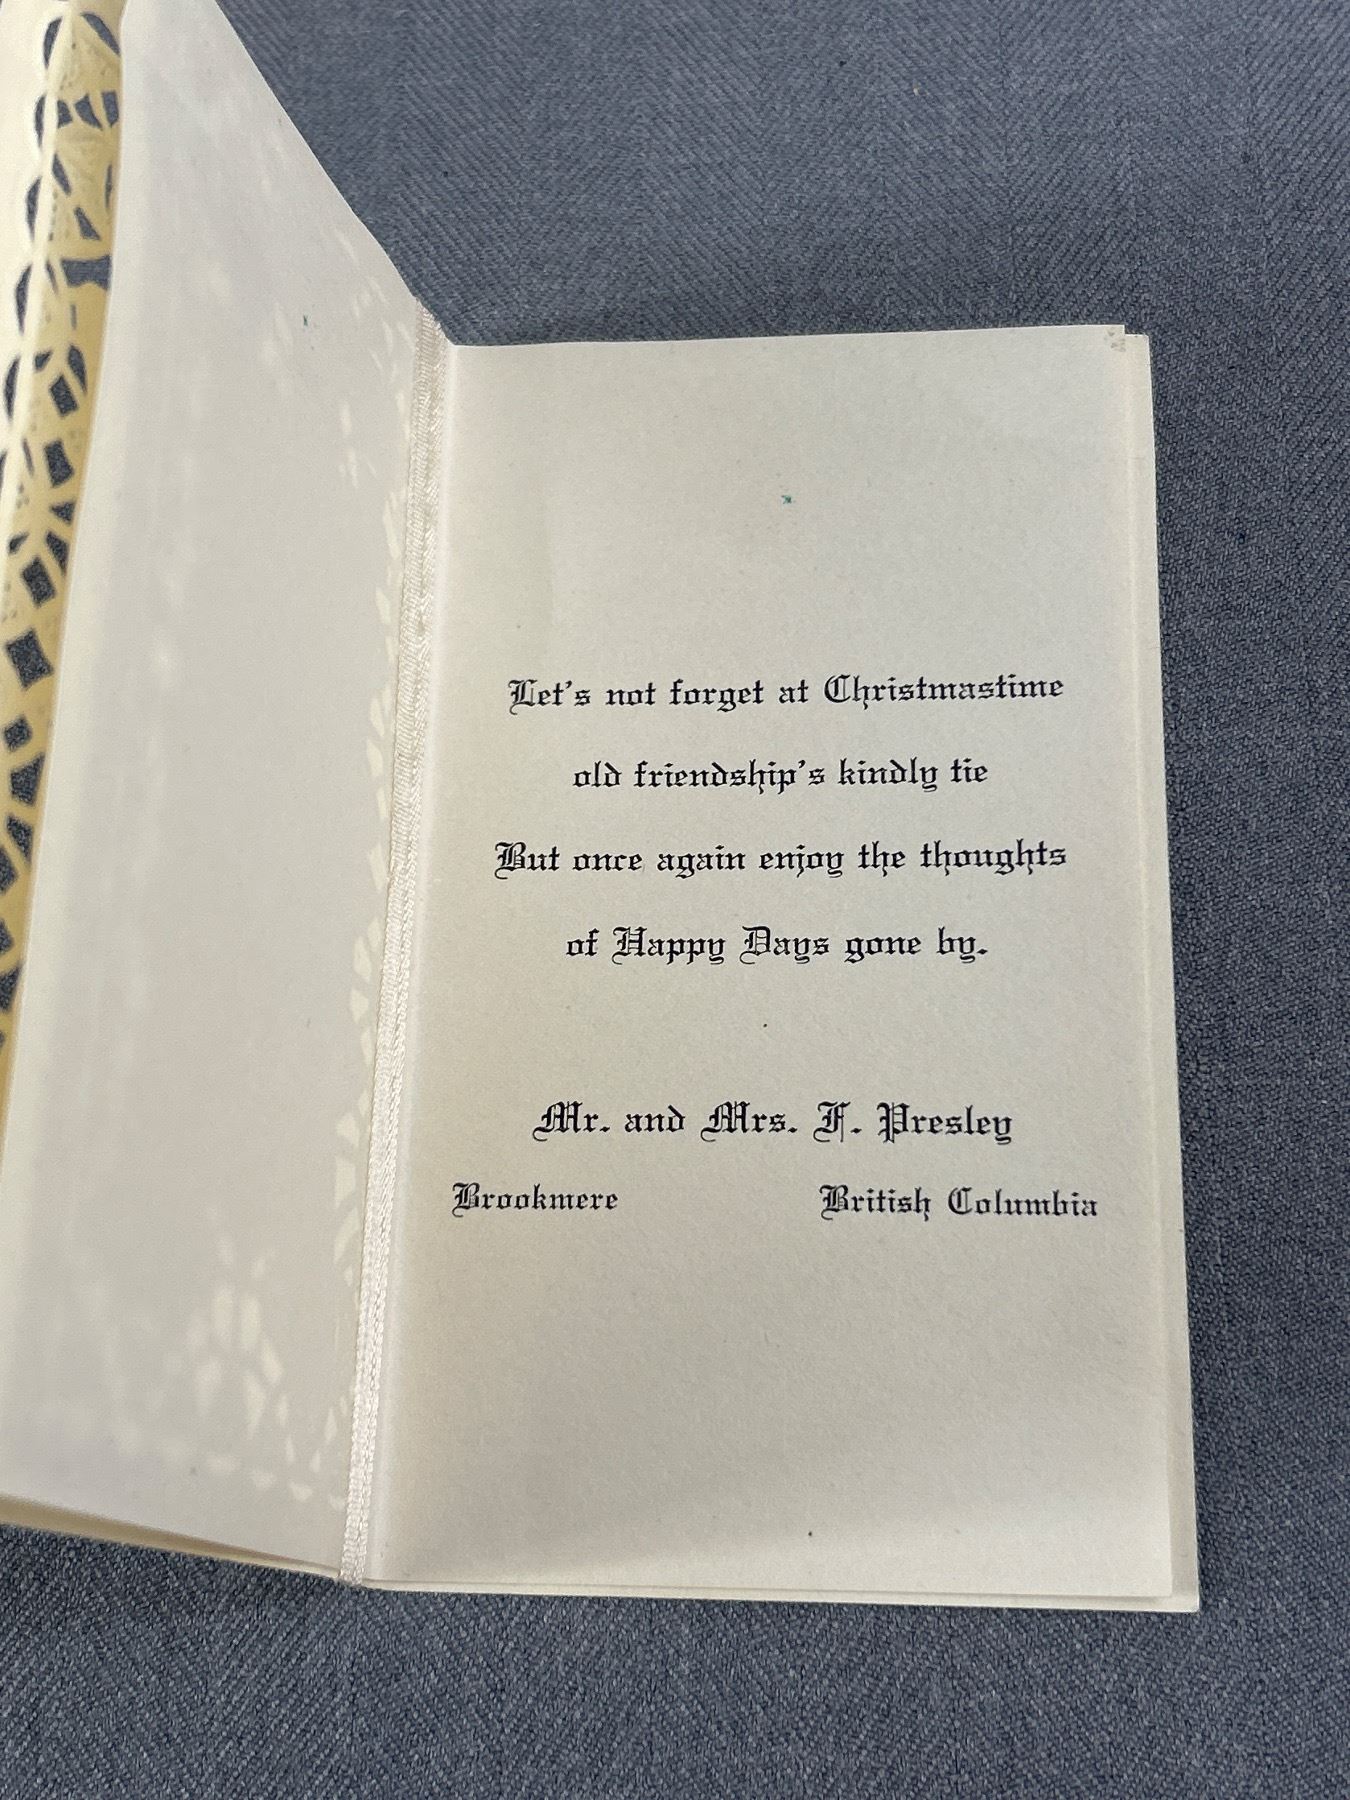 Let's not forget at Christmastime
old friendship's kindly tie
But once again enjoy the thoughts
of Happy Days gone by.
Mr. and Mrs. F. Presley
Brookmere British Columbia